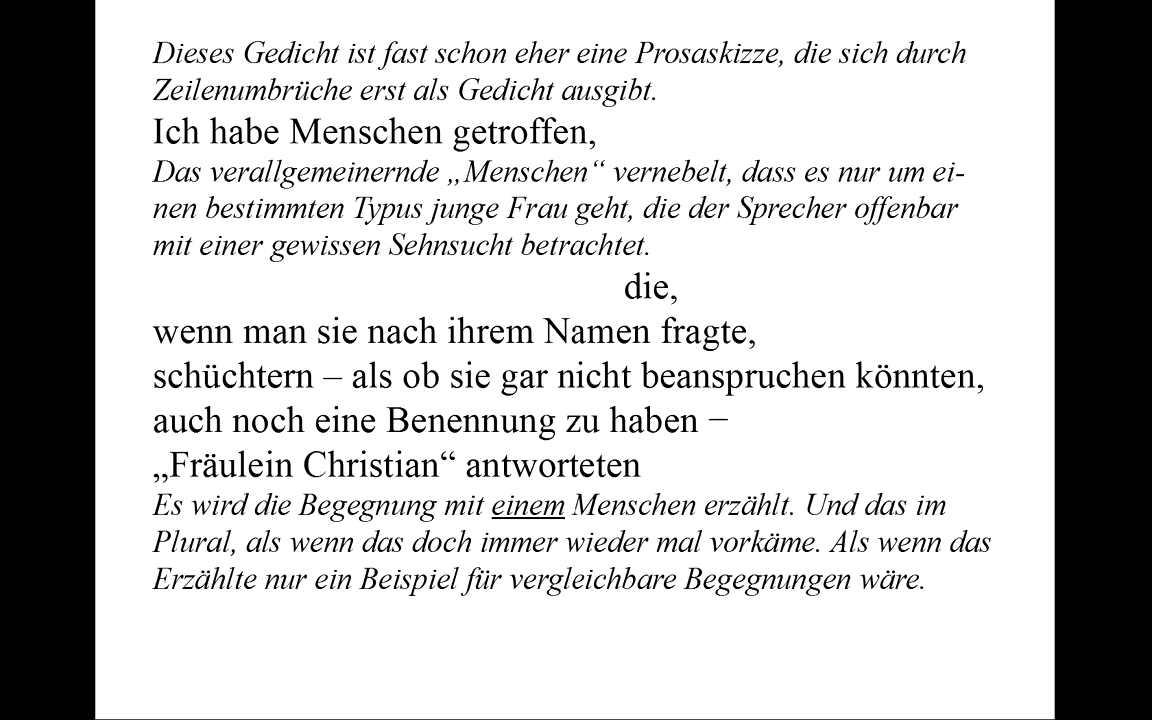 Dieses Gedicht ist fast schon eher eine Prosaskizze, die sich durch
Zeilenumbrüche erst als Gedicht ausgibt.
Ich habe Menschen getroffen,
Das verallgemeinernde „Menschen“ vernebelt, dass es nur um ei-
nen bestimmten Typus junge Frau geht, die der Sprecher offenbar
mit einer gewissen Sehnsucht betrachtet.
die,
wenn man sie nach ihrem Namen fragte,
schüchtern – als ob sie gar nicht beanspruchen könnten,
auch noch eine Benennung zu haben –
„Fräulein Christian“ antworteten
Es wird die Begegnung mit einem Menschen erzählt. Und das im
Plural, als wenn das doch immer wieder mal vorkäme. Als wenn das
Erzählte nur ein Beispiel für vergleichbare Begegnungen wäre.